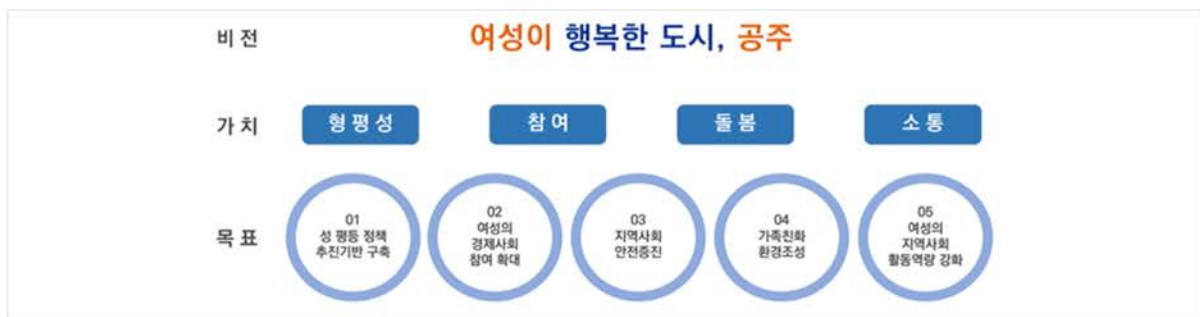 비 전
여성이 행복한 도시, 공주
가 치
형 평 성
참 여
돌 봄
소 통
목 표
01
성 평등 정책
추진기반 구축
02
여성의
경제사회
참여 확대
03
지역사회
안전증진
04
가족친화
환경조성
05
여성의
지역사회
활동역량 강화